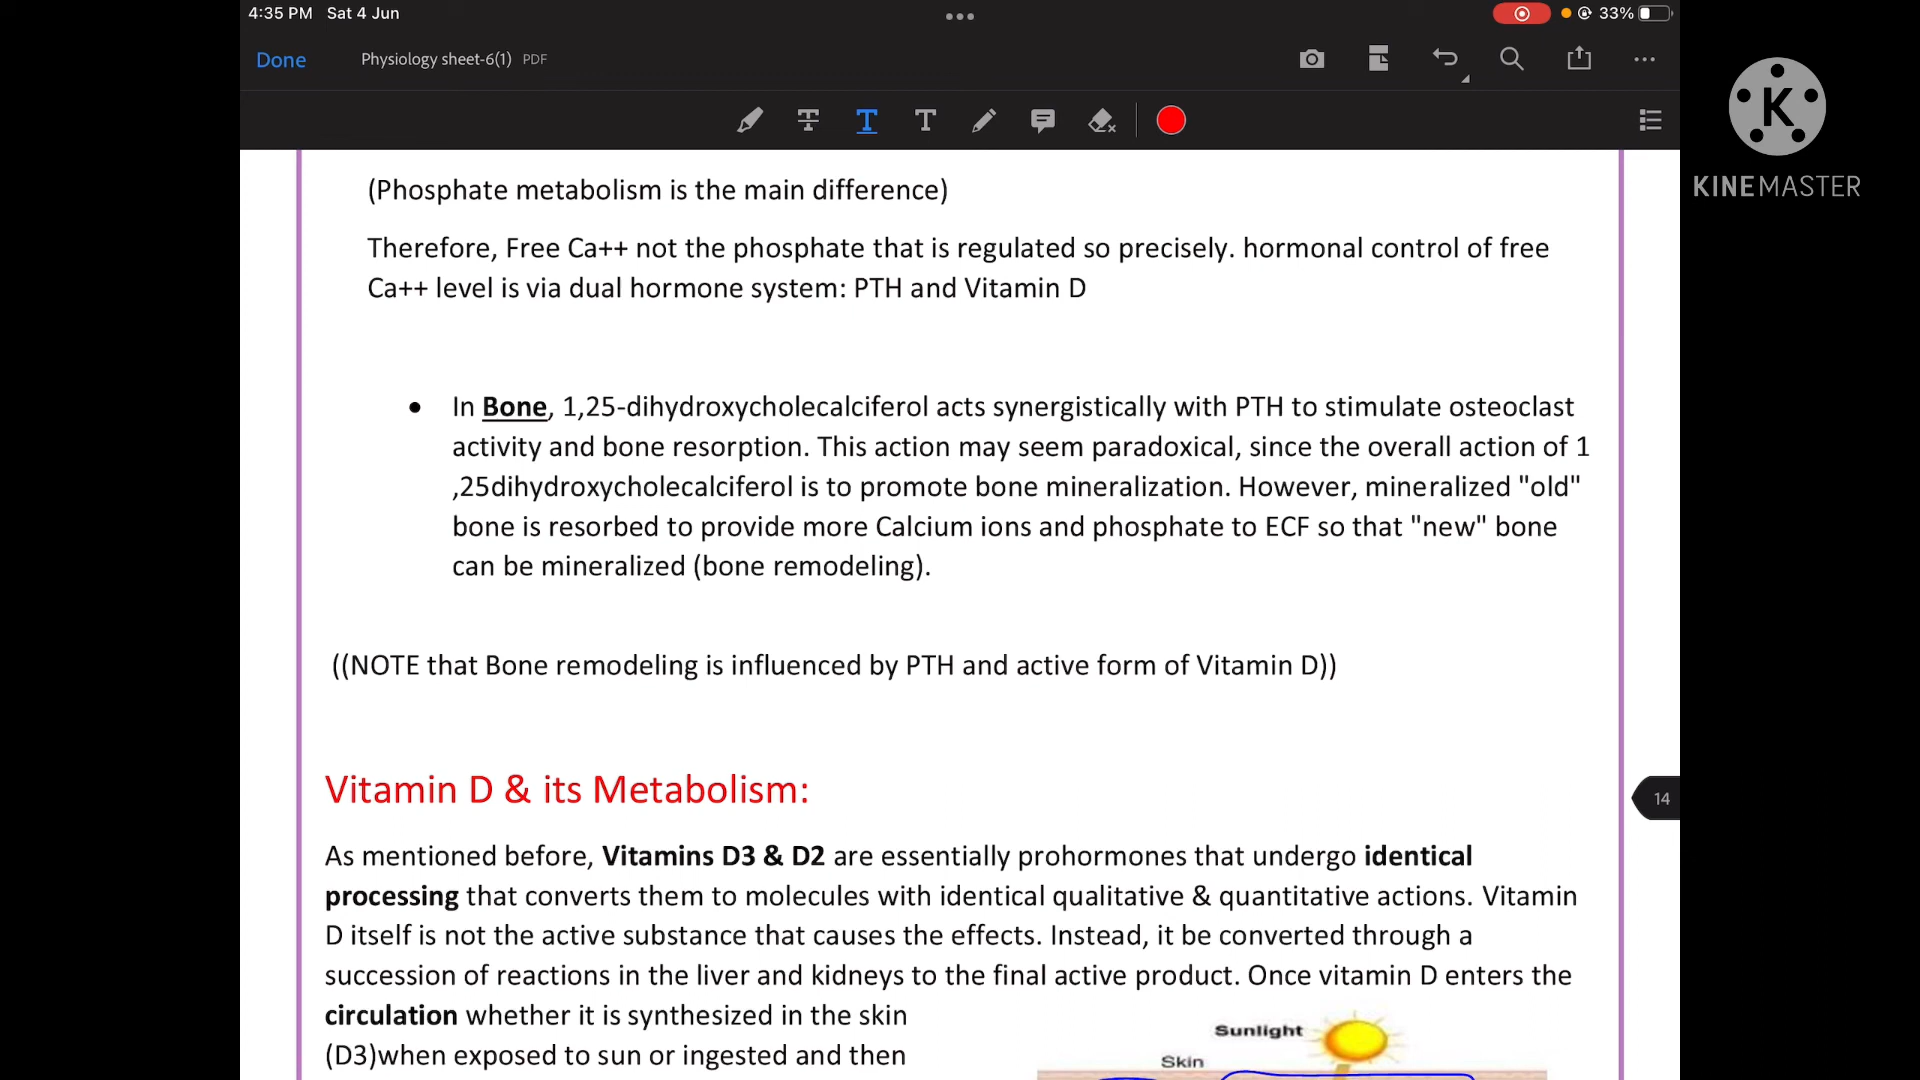 4:35 PM Sat 4 Jun
33%
Done
Physiology sheet-6(1) PDF
K
KINEMASTER
(Phosphate metabolism is the main difference)
Therefore, Free Ca++ not the phosphate that is regulated so precisely. hormonal control of free
Ca++ level is via dual hormone system: PTH and Vitamin D
• In Bone, 1,25-dihydroxycholecalciferol acts synergistically with PTH to stimulate osteoclast
activity and bone resorption. This action may seem paradoxical, since the overall action of 1
,25dihydroxycholecalciferol is to promote bone mineralization. However, mineralized "old"
bone is resorbed to provide more Calcium ions and phosphate to ECF so that "new" bone
can be mineralized (bone remodeling).
((NOTE that Bone remodeling is influenced by PTH and active form of Vitamin D))
Vitamin D & its Metabolism:
14
As mentioned before, Vitamins D3 & D2 are essentially prohormones that undergo identical
processing that converts them to molecules with identical qualitative & quantitative actions. Vitamin
D itself is not the active substance that causes the effects. Instead, it be converted through a
succession of reactions in the liver and kidneys to the final active product. Once vitamin D enters the
circulation whether it is synthesized in the skin
(D3)when exposed to sun or ingested and then
Sunlight
Skin